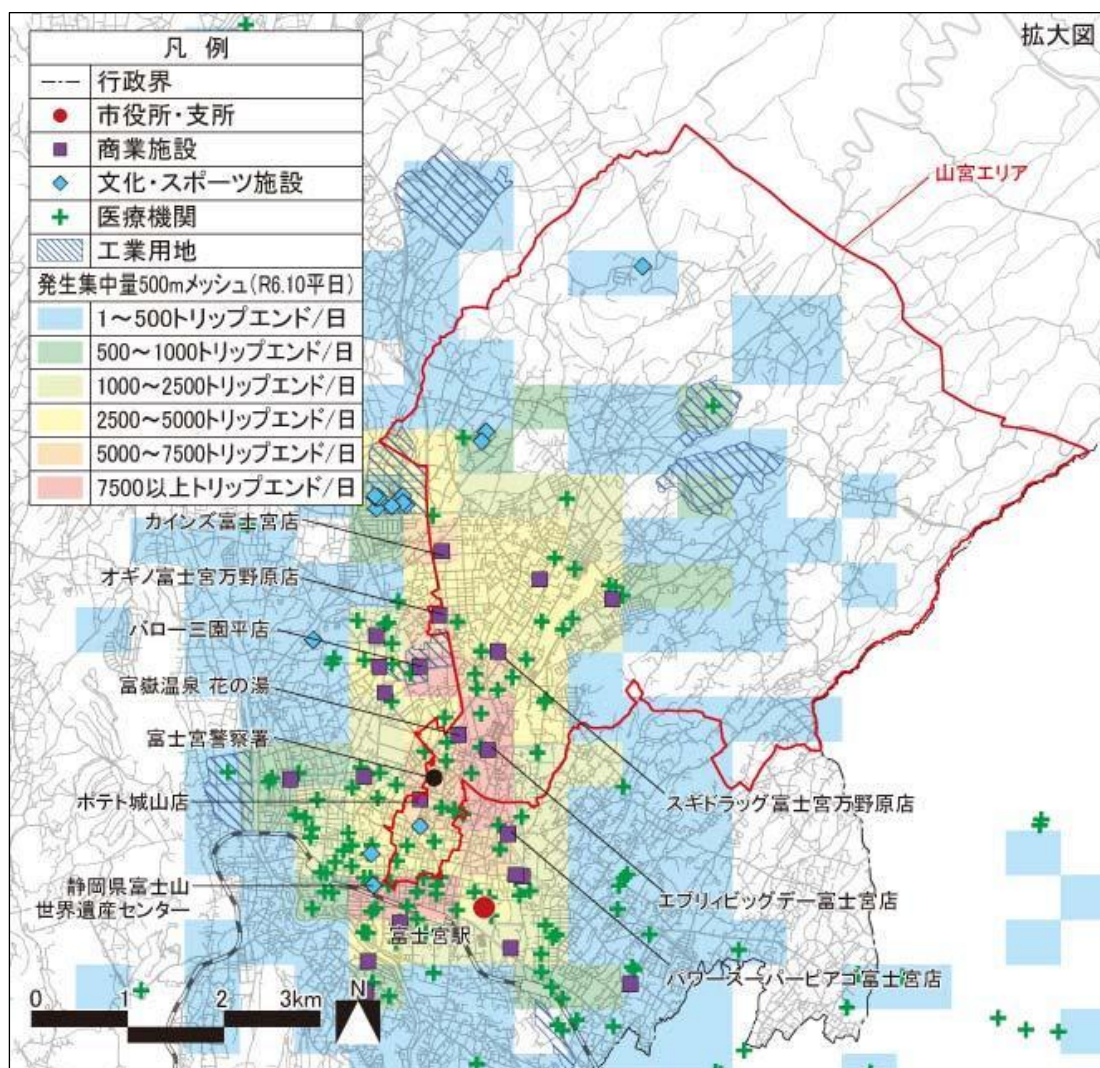 凡 例
行政界
市役所・支所
商業施設
文化・スポーツ施設
医療機関
工業用地
発生集中量500mメッシュ(R6.10平日)
1~500トリップエンド/日
500~1000トリップエンド/日
1000~2500トリップエンド/日
2500~5000トリップエンド/日
5000~7500トリップエンド/日
7500以上トリップエンド/日
拡大図
山宮エリア
カインズ富士宮店
オギノ富士宮万野原店
バロー三園平店
富嶽温泉 花の湯
富士宮警察署
ポテト城山店
静岡県富士山
世界遺産センター
富士宮駅
スギドラッグ富士宮万野原店
エブリィビッグデー富士宮店
パワースーパーピアゴ富士宮店
0 1 2 3km
N